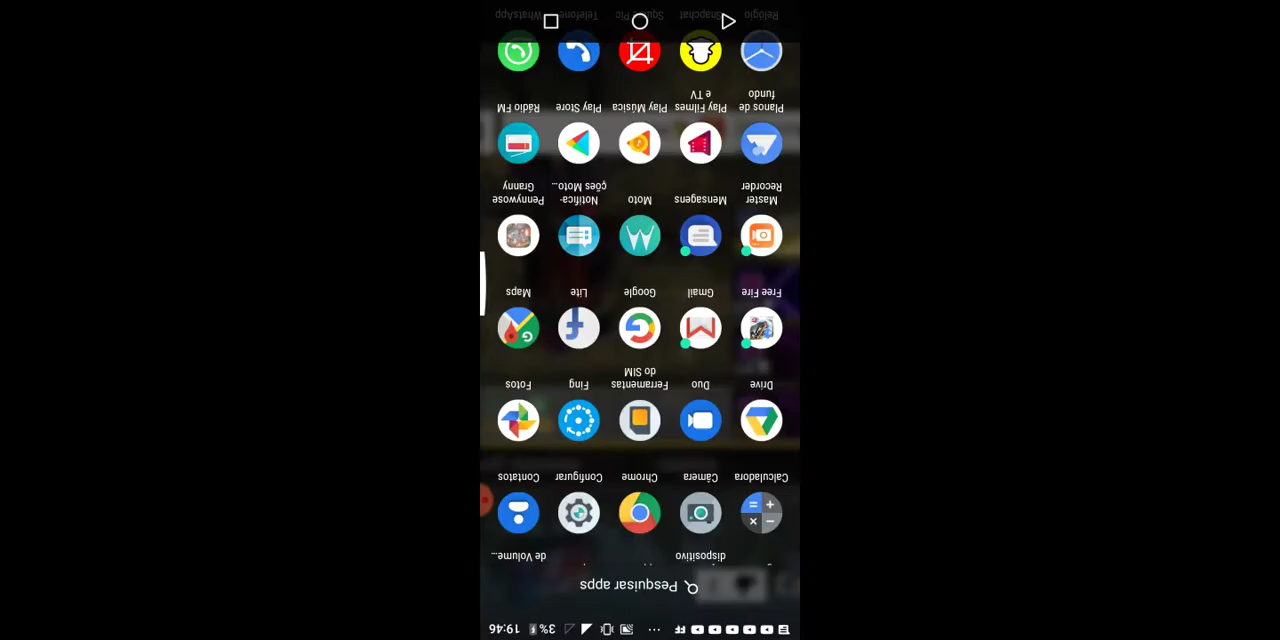 3% 19:46
Pesquisar apps
dispositivo de Volume...
Calculadora Câmera Chrome Configurar Contatos
Drive Duo Ferramentas Fing Fotos
do SIM
Free Fire Gmail Google Lite Maps
Master Mensagens Moto Notifica- Pennywose
Recorder ções Moto... Granny
Planos de Play Filmes Play Música Play Store Rádio FM
fundo e TV
Relógio Snapchat Square Pic Telefone WhatsApp